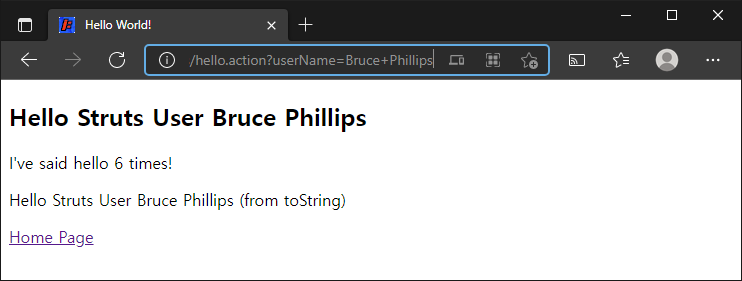 Hello World!
/hello.action?userName=Bruce+Phillips
Hello Struts User Bruce Phillips
I've said hello 6 times!
Hello Struts User Bruce Phillips (from toString)
Home Page